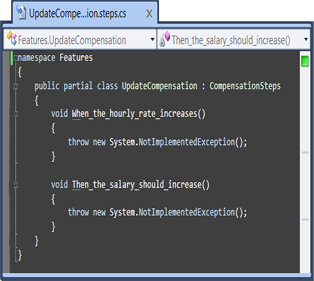 UpdateCompe...ion.steps.cs X
Features.UpdateCompensation Then_the_salary_should_increase()
namespace Features
{
public partial class UpdateCompensation : CompensationSteps
{
void When_the_hourly_rate_increases()
{
throw new System.NotImplementedException();
}
void Then_the_salary_should_increase()
{
throw new System.NotImplementedException();
}
}
}